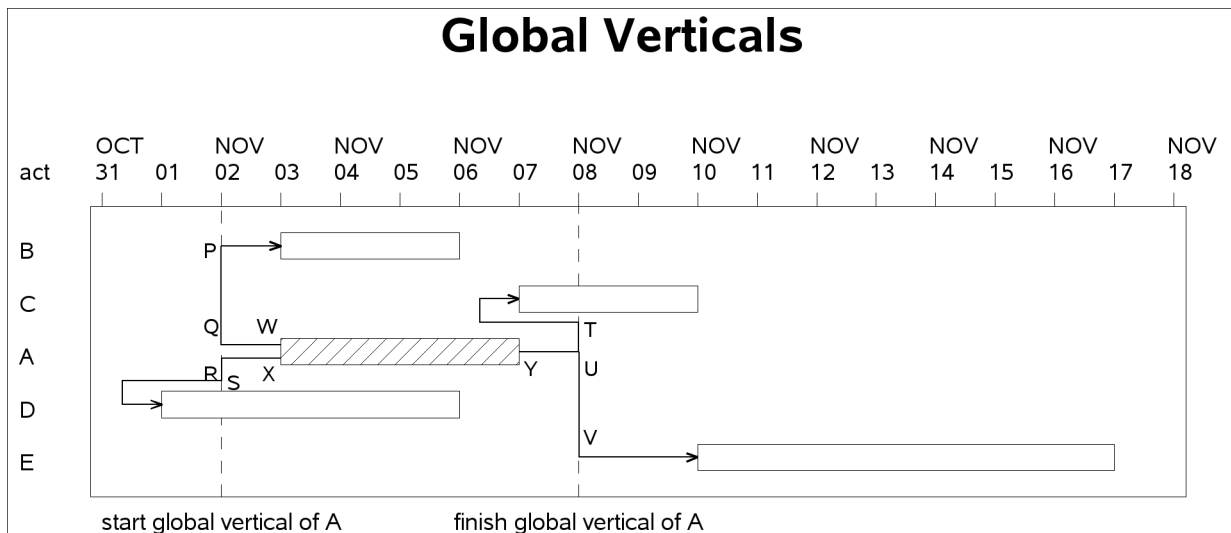 Global Verticals
OCT NOV NOV NOV NOV NOV NOV NOV NOV NOV
act 31 01 02 03 04 05 06 07 08 09 10 11 12 13 14 15 16 17 18
B P
C
Q W T
A
R S X Y U
D
V
E
start global vertical of A finish global vertical of A